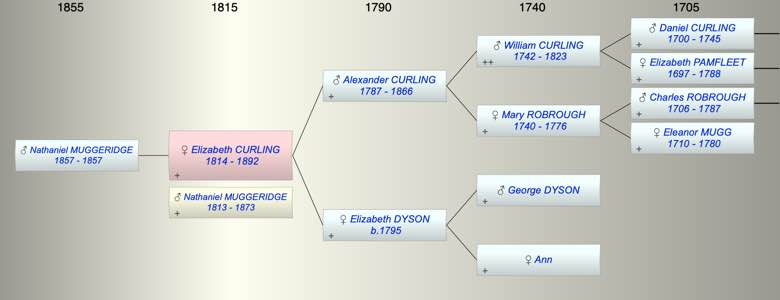 1855 1815 1790 1740 1705
♂ Nathaniel MUGGERIDGE
1857 - 1857
♀ Elizabeth CURLING
1814 - 1892
+
♂ Nathaniel MUGGERIDGE
1813 - 1873
+
♂ Alexander CURLING
1787 - 1866
+
♀ Elizabeth DYSON
b.1795
+
♂ William CURLING
1742 - 1823
++
♀ Mary ROBROUGH
1740 - 1776
+
♂ George DYSON
+
♀ Ann
+
♂ Daniel CURLING
1700 - 1745
+
♀ Elizabeth PAMFLEET
1697 - 1788
+
♂ Charles ROBROUGH
1706 - 1787
+
♀ Eleanor MUGG
1710 - 1780
+